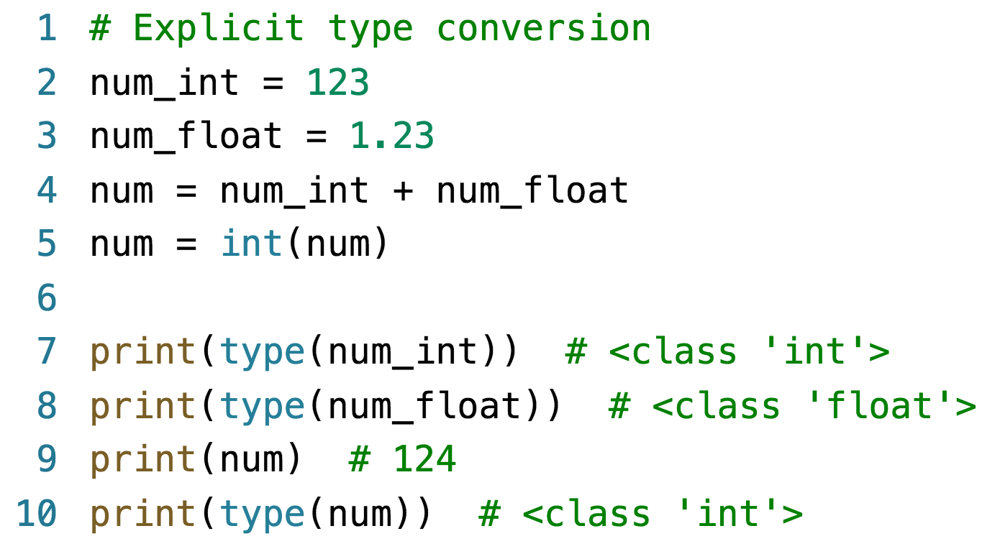 1 # Explicit type conversion
2 num_int = 123
3 num_float = 1.23
4 num = num_int + num_float
5 num = int(num)
6
7 print(type(num_int))  # <class 'int'>
8 print(type(num_float))  # <class 'float'>
9 print(num)  # 124
10 print(type(num))  # <class 'int'>